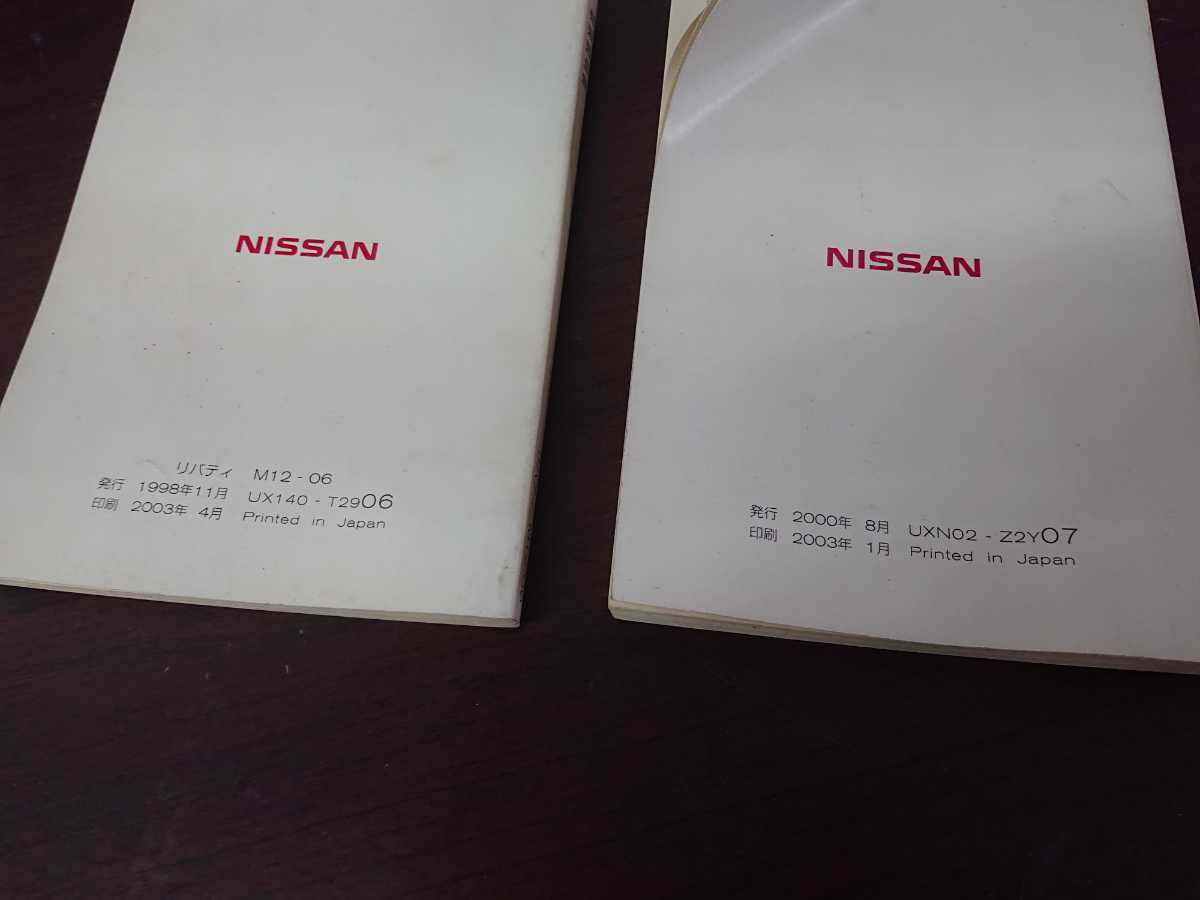 NISSAN
リバティ M12-06
発行 1998年11月 UX140-T2906
印刷 2003年 4月 Printed in Japan
NISSAN
発行 2000年 8月 UXN02-Z2Y07
印刷 2003年 1月 Printed in Japan